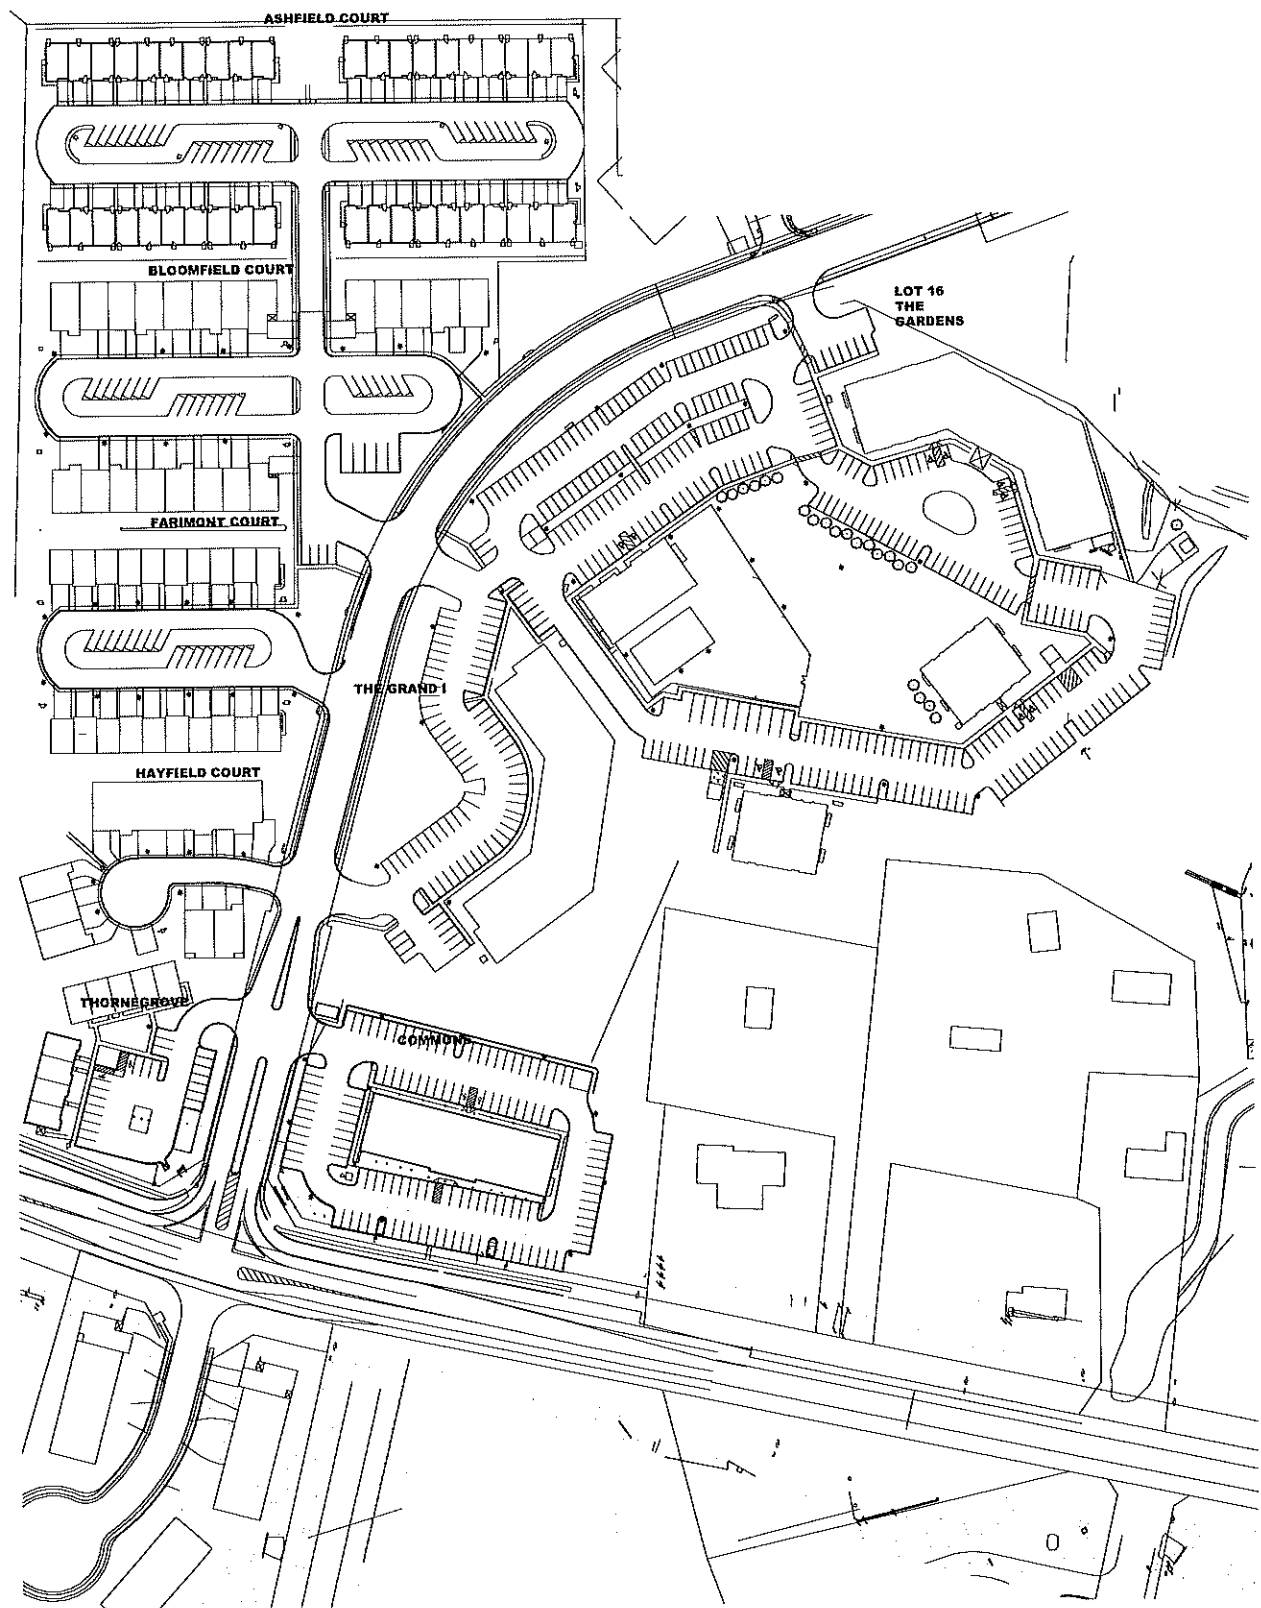 ASHFIELD COURT
BLOOMFIELD COURT
LOT 16
THE
GARDENS
FARIMONT COURT
THE GRAND I
HAYFIELD COURT
THORNEGROVE
COMMONS